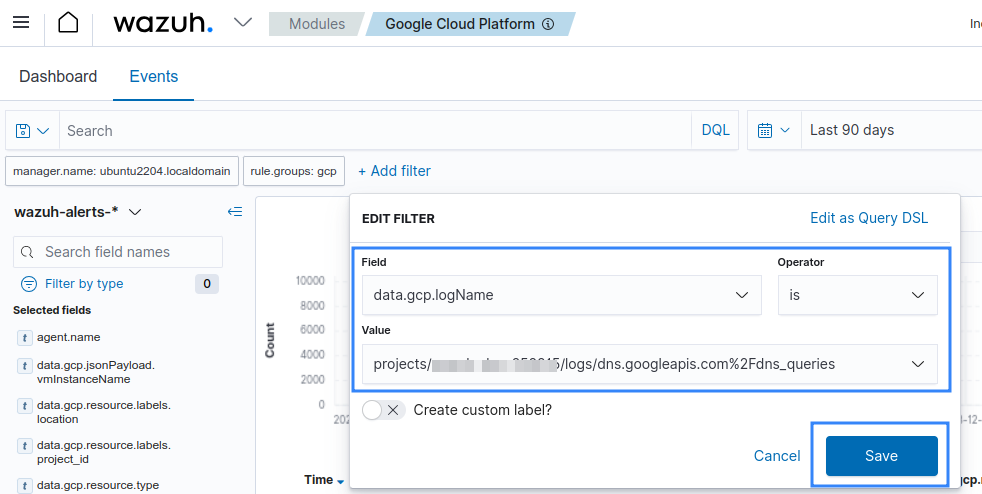 wazuh.
Modules
Google Cloud Platform
Dashboard
Events
Search
DQL
Last 90 days
manager.name: ubuntu2204.localdomain
rule.groups: gcp
+ Add filter
wazuh-alerts-*
Search field names
Filter by type
0
Selected fields
t agent.name
t data.gcp.jsonPayload.
vmInstanceName
t data.gcp.resource.labels.
location
t data.gcp.resource.labels.
project_id
t data.gcp.resource.type
EDIT FILTER
Edit as Query DSL
Field
Operator
data.gcp.logName
is
Value
projects/ /logs/dns.googleapis.com%2Fdns_queries
Create custom label?
Cancel
Save
Count
10000
8000
6000
4000
2000
0
Time